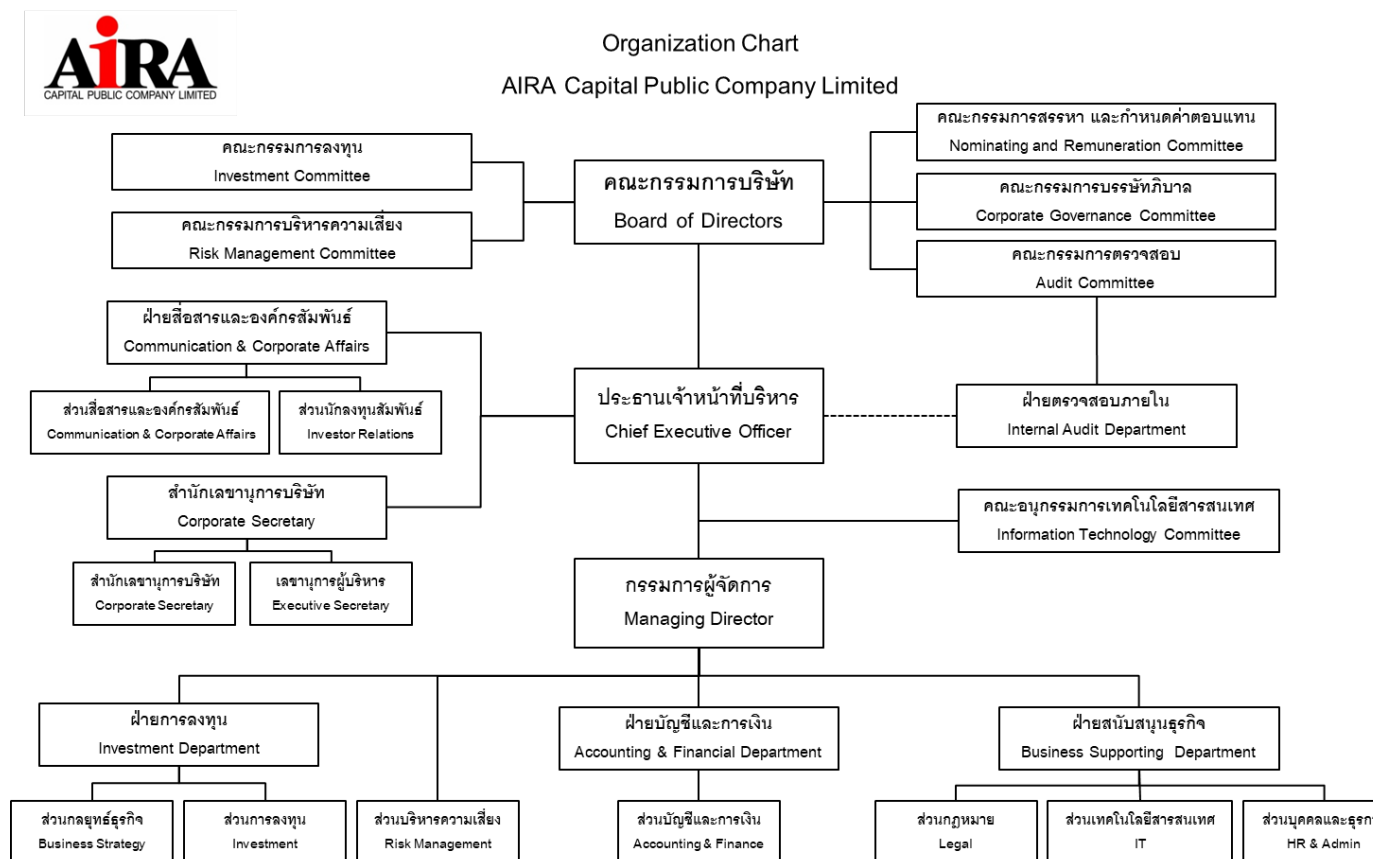 AiRA
CAPITAL PUBLIC COMPANY LIMITED
Organization Chart
AIRA Capital Public Company Limited
คณะกรรมการลงทุน
Investment Committee
คณะกรรมการบริหารความเสี่ยง
Risk Management Committee
คณะกรรมการบริษัท
Board of Directors
คณะกรรมการสรรหา และกำหนดค่าตอบแทน
Nominating and Remuneration Committee
คณะกรรมการบรรษัทภิบาล
Corporate Governance Committee
คณะกรรมการตรวจสอบ
Audit Committee
ฝ่ายสื่อสารและองค์กรสัมพันธ์
Communication & Corporate Affairs
ส่วนสื่อสารและองค์กรสัมพันธ์
Communication & Corporate Affairs
ส่วนนักลงทุนสัมพันธ์
Investor Relations
ประธานเจ้าหน้าที่บริหาร
Chief Executive Officer
ฝ่ายตรวจสอบภายใน
Internal Audit Department
สำนักเลขานุการบริษัท
Corporate Secretary
สำนักเลขานุการบริษัท
Corporate Secretary
เลขานุการผู้บริหาร
Executive Secretary
คณะอนุกรรมการเทคโนโลยีสารสนเทศ
Information Technology Committee
กรรมการผู้จัดการ
Managing Director
ฝ่ายการลงทุน
Investment Department
ฝ่ายบัญชีและการเงิน
Accounting & Financial Department
ฝ่ายสนับสนุนธุรกิจ
Business Supporting Department
ส่วนกลยุทธ์ธุรกิจ
Business Strategy
ส่วนการลงทุน
Investment
ส่วนบริหารความเสี่ยง
Risk Management
ส่วนบัญชีและการเงิน
Accounting & Finance
ส่วนกฎหมาย
Legal
ส่วนเทคโนโลยีสารสนเทศ
IT
ส่วนบุคคลและธุรก
HR & Admin